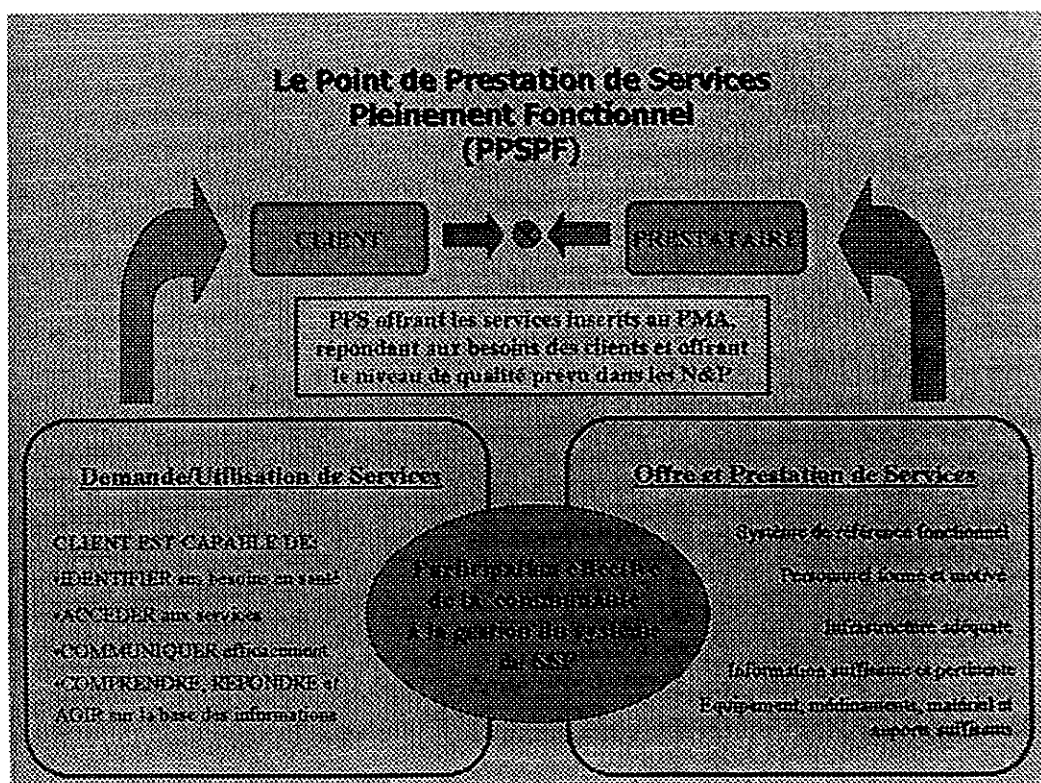 Le Point de Prestation de Services
Pleinement Fonctionnel
(PPSPF)
CLIENT
PRESTATAIRE
PPS offrant les services inscrits au PMA,
répondant aux besoins des clients et offrant
le niveau de qualité prévu dans les N&P
Demande/Utilisation de Services
CLIENT EST CAPABLE DE:
•IDENTIFIER ses besoins en santé
•ACCEDER aux services
•COMMUNIQUER efficacement
•COMPRENDRE, REPONDRE et
AGIR sur la base des informations
Participation effective
de la communauté
à la gestion du système
de SSP
Offre et Prestation de Services
Système de référence fonctionnel
Personnel formé et motivé
Infrastructure adéquate
Information suffisante et pertinente
Equipement, médicaments, matériel et
apports suffisants